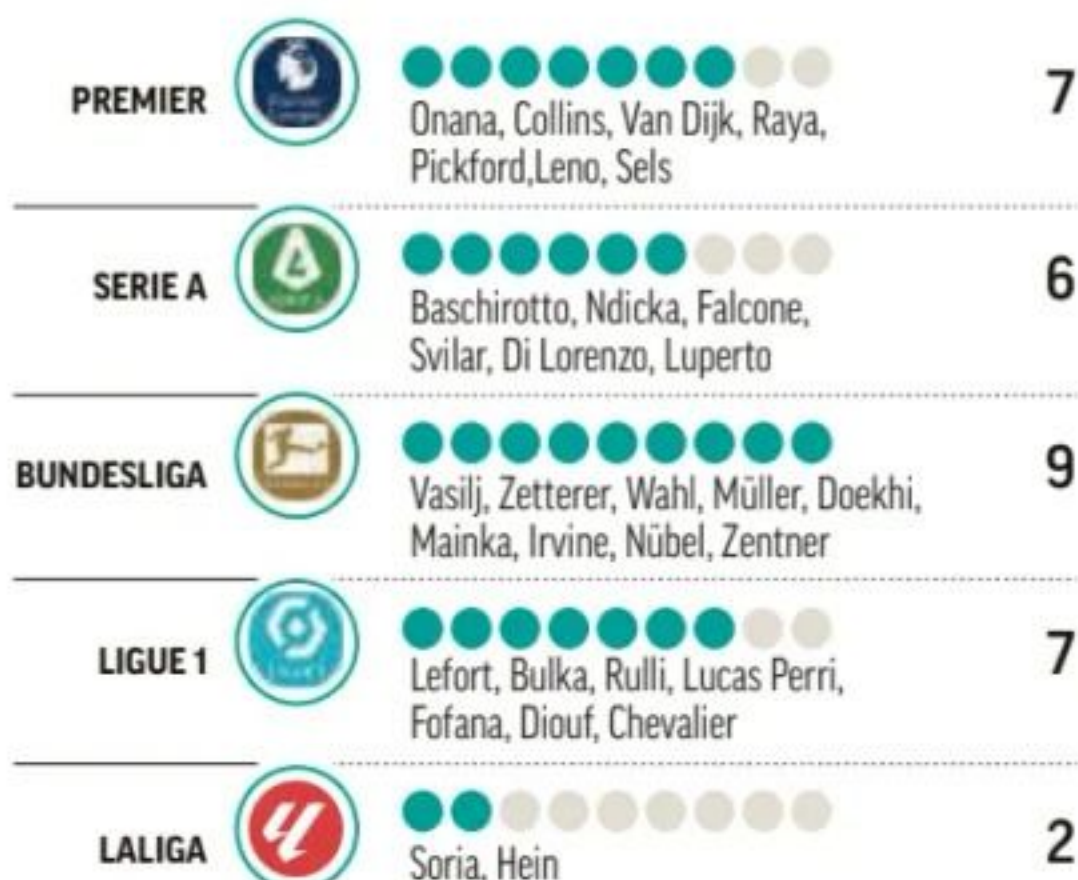 PREMIER
Onana, Collins, Van Dijk, Raya,
Pickford,Leno, Sels
7
SERIE A
Baschirotto, Ndicka, Falcone,
Svilar, Di Lorenzo, Luperto
6
BUNDESLIGA
Vasilj, Zetterer, Wahl, Müller, Doekhi,
Mainka, Irvine, Nübel, Zentner
9
LIGUE 1
Lefort, Bulka, Rulli, Lucas Perri,
Fofana, Diouf, Chevalier
7
LALIGA
Soria, Hein
2